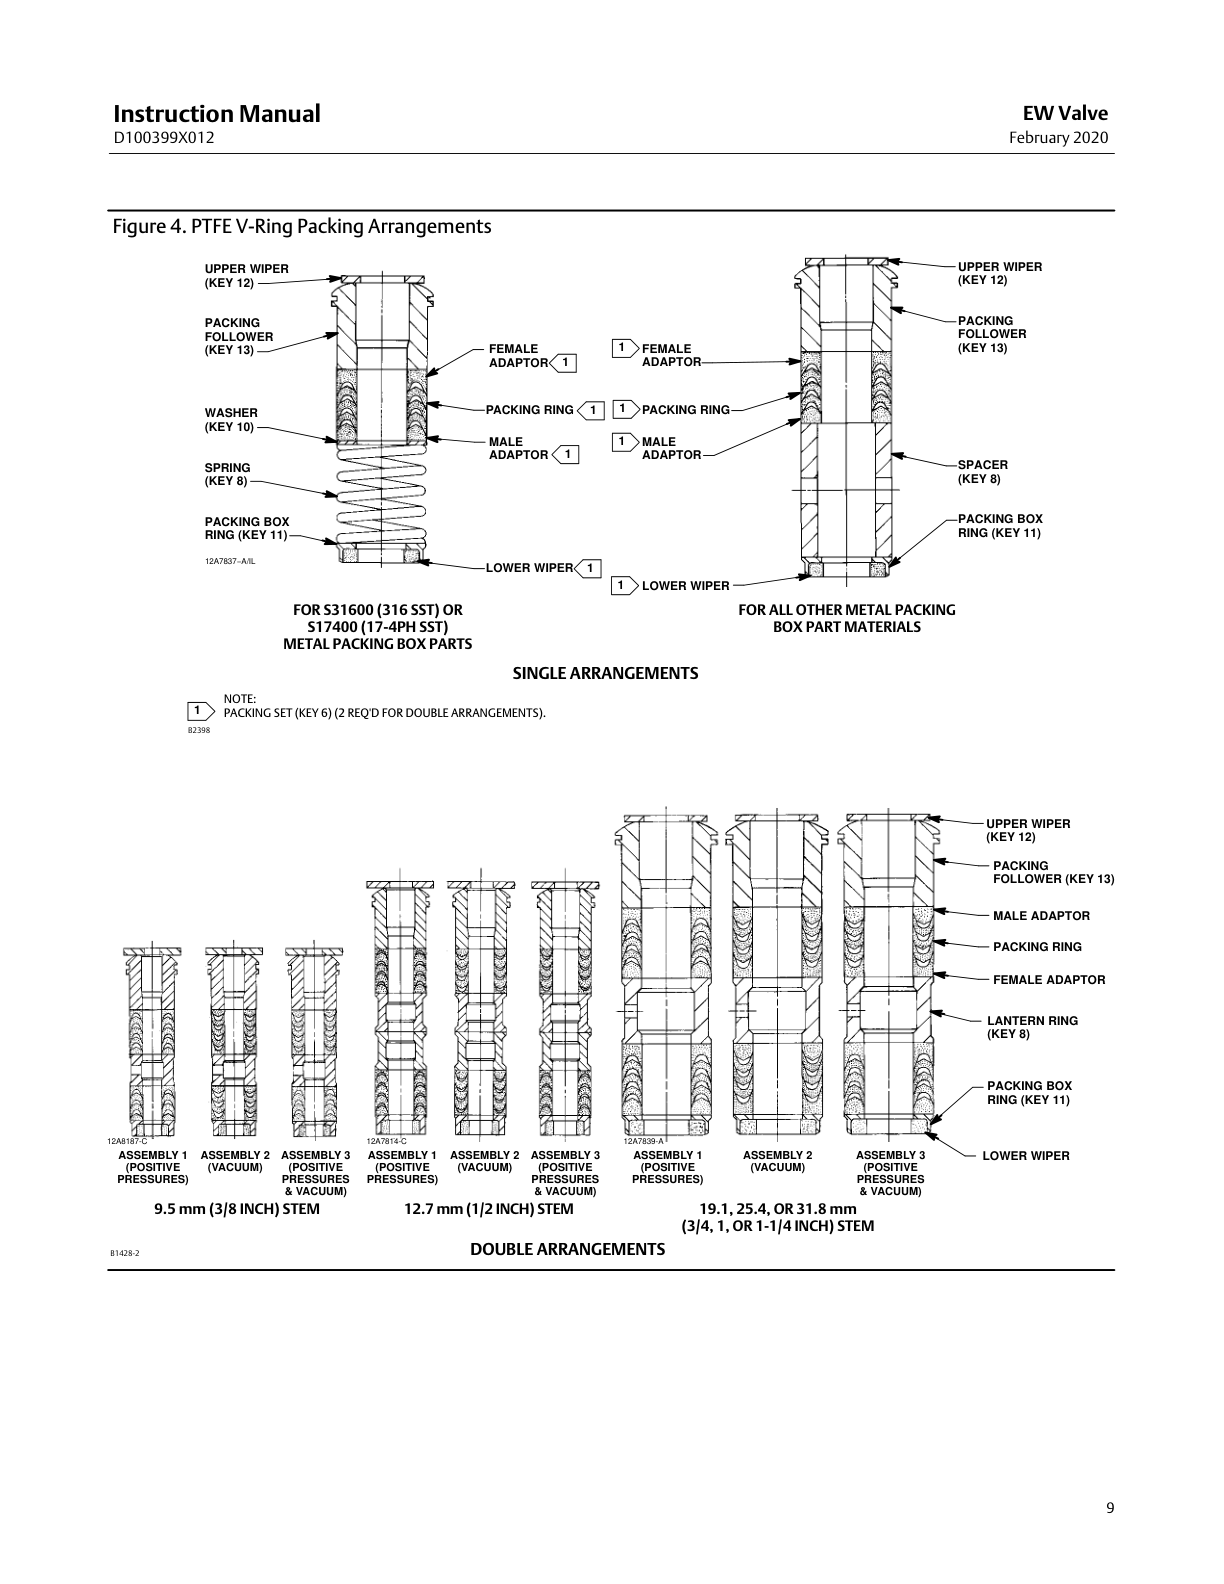 Instruction Manual
D100399X012
EW Valve
February 2020
Figure 4. PTFE V-Ring Packing Arrangements
UPPER WIPER
(KEY 12)
PACKING
FOLLOWER
(KEY 13)
WASHER
(KEY 10)
SPRING
(KEY 8)
PACKING BOX
RING (KEY 11)
12A7837−A/IL
FEMALE
ADAPTOR 1
PACKING RING 1
MALE
ADAPTOR 1
LOWER WIPER 1
FOR S31600 (316 SST) OR
S17400 (17-4PH SST)
METAL PACKING BOX PARTS
1 FEMALE
ADAPTOR
1 PACKING RING
1 MALE
ADAPTOR
1 LOWER WIPER
UPPER WIPER
(KEY 12)
PACKING
FOLLOWER
(KEY 13)
SPACER
(KEY 8)
PACKING BOX
RING (KEY 11)
FOR ALL OTHER METAL PACKING
BOX PART MATERIALS
SINGLE ARRANGEMENTS
NOTE:
1 PACKING SET (KEY 6) (2 REQ'D FOR DOUBLE ARRANGEMENTS).
B2398
UPPER WIPER
(KEY 12)
PACKING
FOLLOWER (KEY 13)
MALE ADAPTOR
PACKING RING
FEMALE ADAPTOR
LANTERN RING
(KEY 8)
PACKING BOX
RING (KEY 11)
LOWER WIPER
12A8187-C
ASSEMBLY 1
(POSITIVE
PRESSURES)
ASSEMBLY 2
(VACUUM)
ASSEMBLY 3
(POSITIVE
PRESSURES
& VACUUM)
9.5 mm (3/8 INCH) STEM
12A7814-C
ASSEMBLY 1
(POSITIVE
PRESSURES)
ASSEMBLY 2
(VACUUM)
ASSEMBLY 3
(POSITIVE
PRESSURES
& VACUUM)
12.7 mm (1/2 INCH) STEM
12A7839-A
ASSEMBLY 1
(POSITIVE
PRESSURES)
ASSEMBLY 2
(VACUUM)
ASSEMBLY 3
(POSITIVE
PRESSURES
& VACUUM)
19.1, 25.4, OR 31.8 mm
(3/4, 1, OR 1-1/4 INCH) STEM
B1428-2
DOUBLE ARRANGEMENTS
9